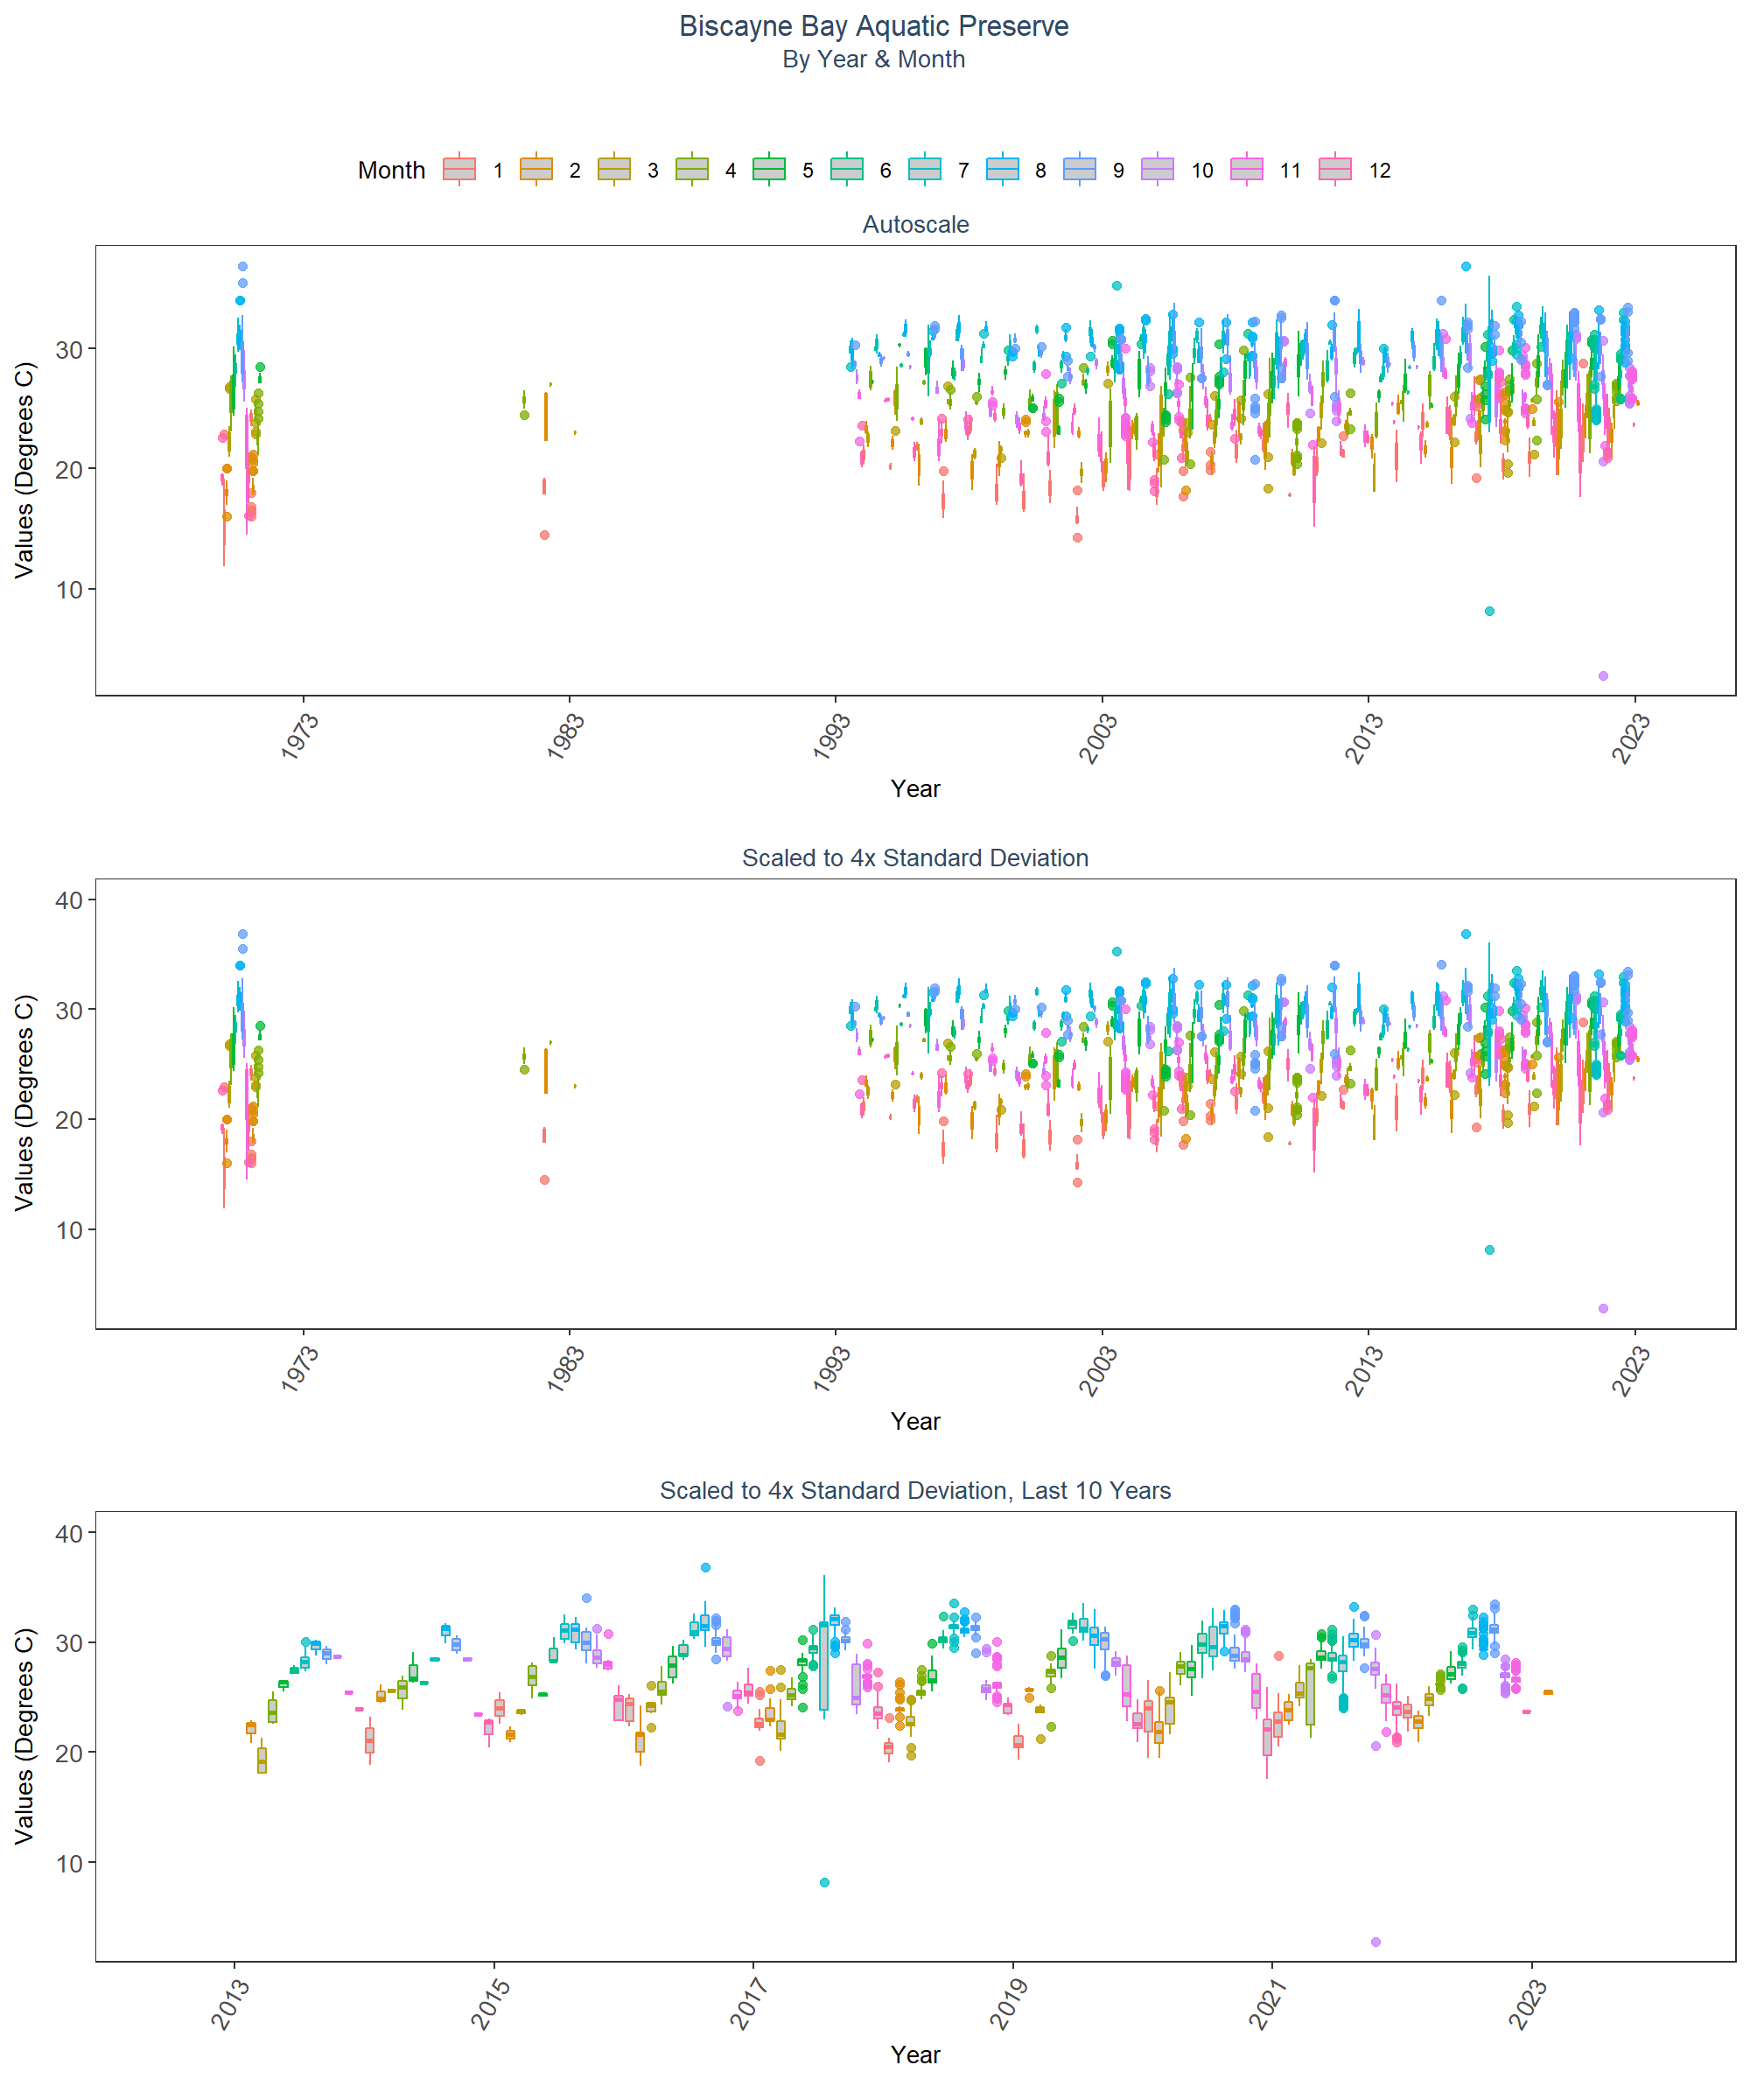 Biscayne Bay Aquatic Preserve
By Year & Month
Month 1 2 3 4 5 6 7 8 9 10 11 12
Autoscale
Values (Degrees C)
30
20
10
1973 1983 1993 2003 2013 2023
Year
Scaled to 4x Standard Deviation
Values (Degrees C)
40
30
20
10
1973 1983 1993 2003 2013 2023
Year
Scaled to 4x Standard Deviation, Last 10 Years
Values (Degrees C)
40
30
20
10
2013 2015 2017 2019 2021 2023
Year